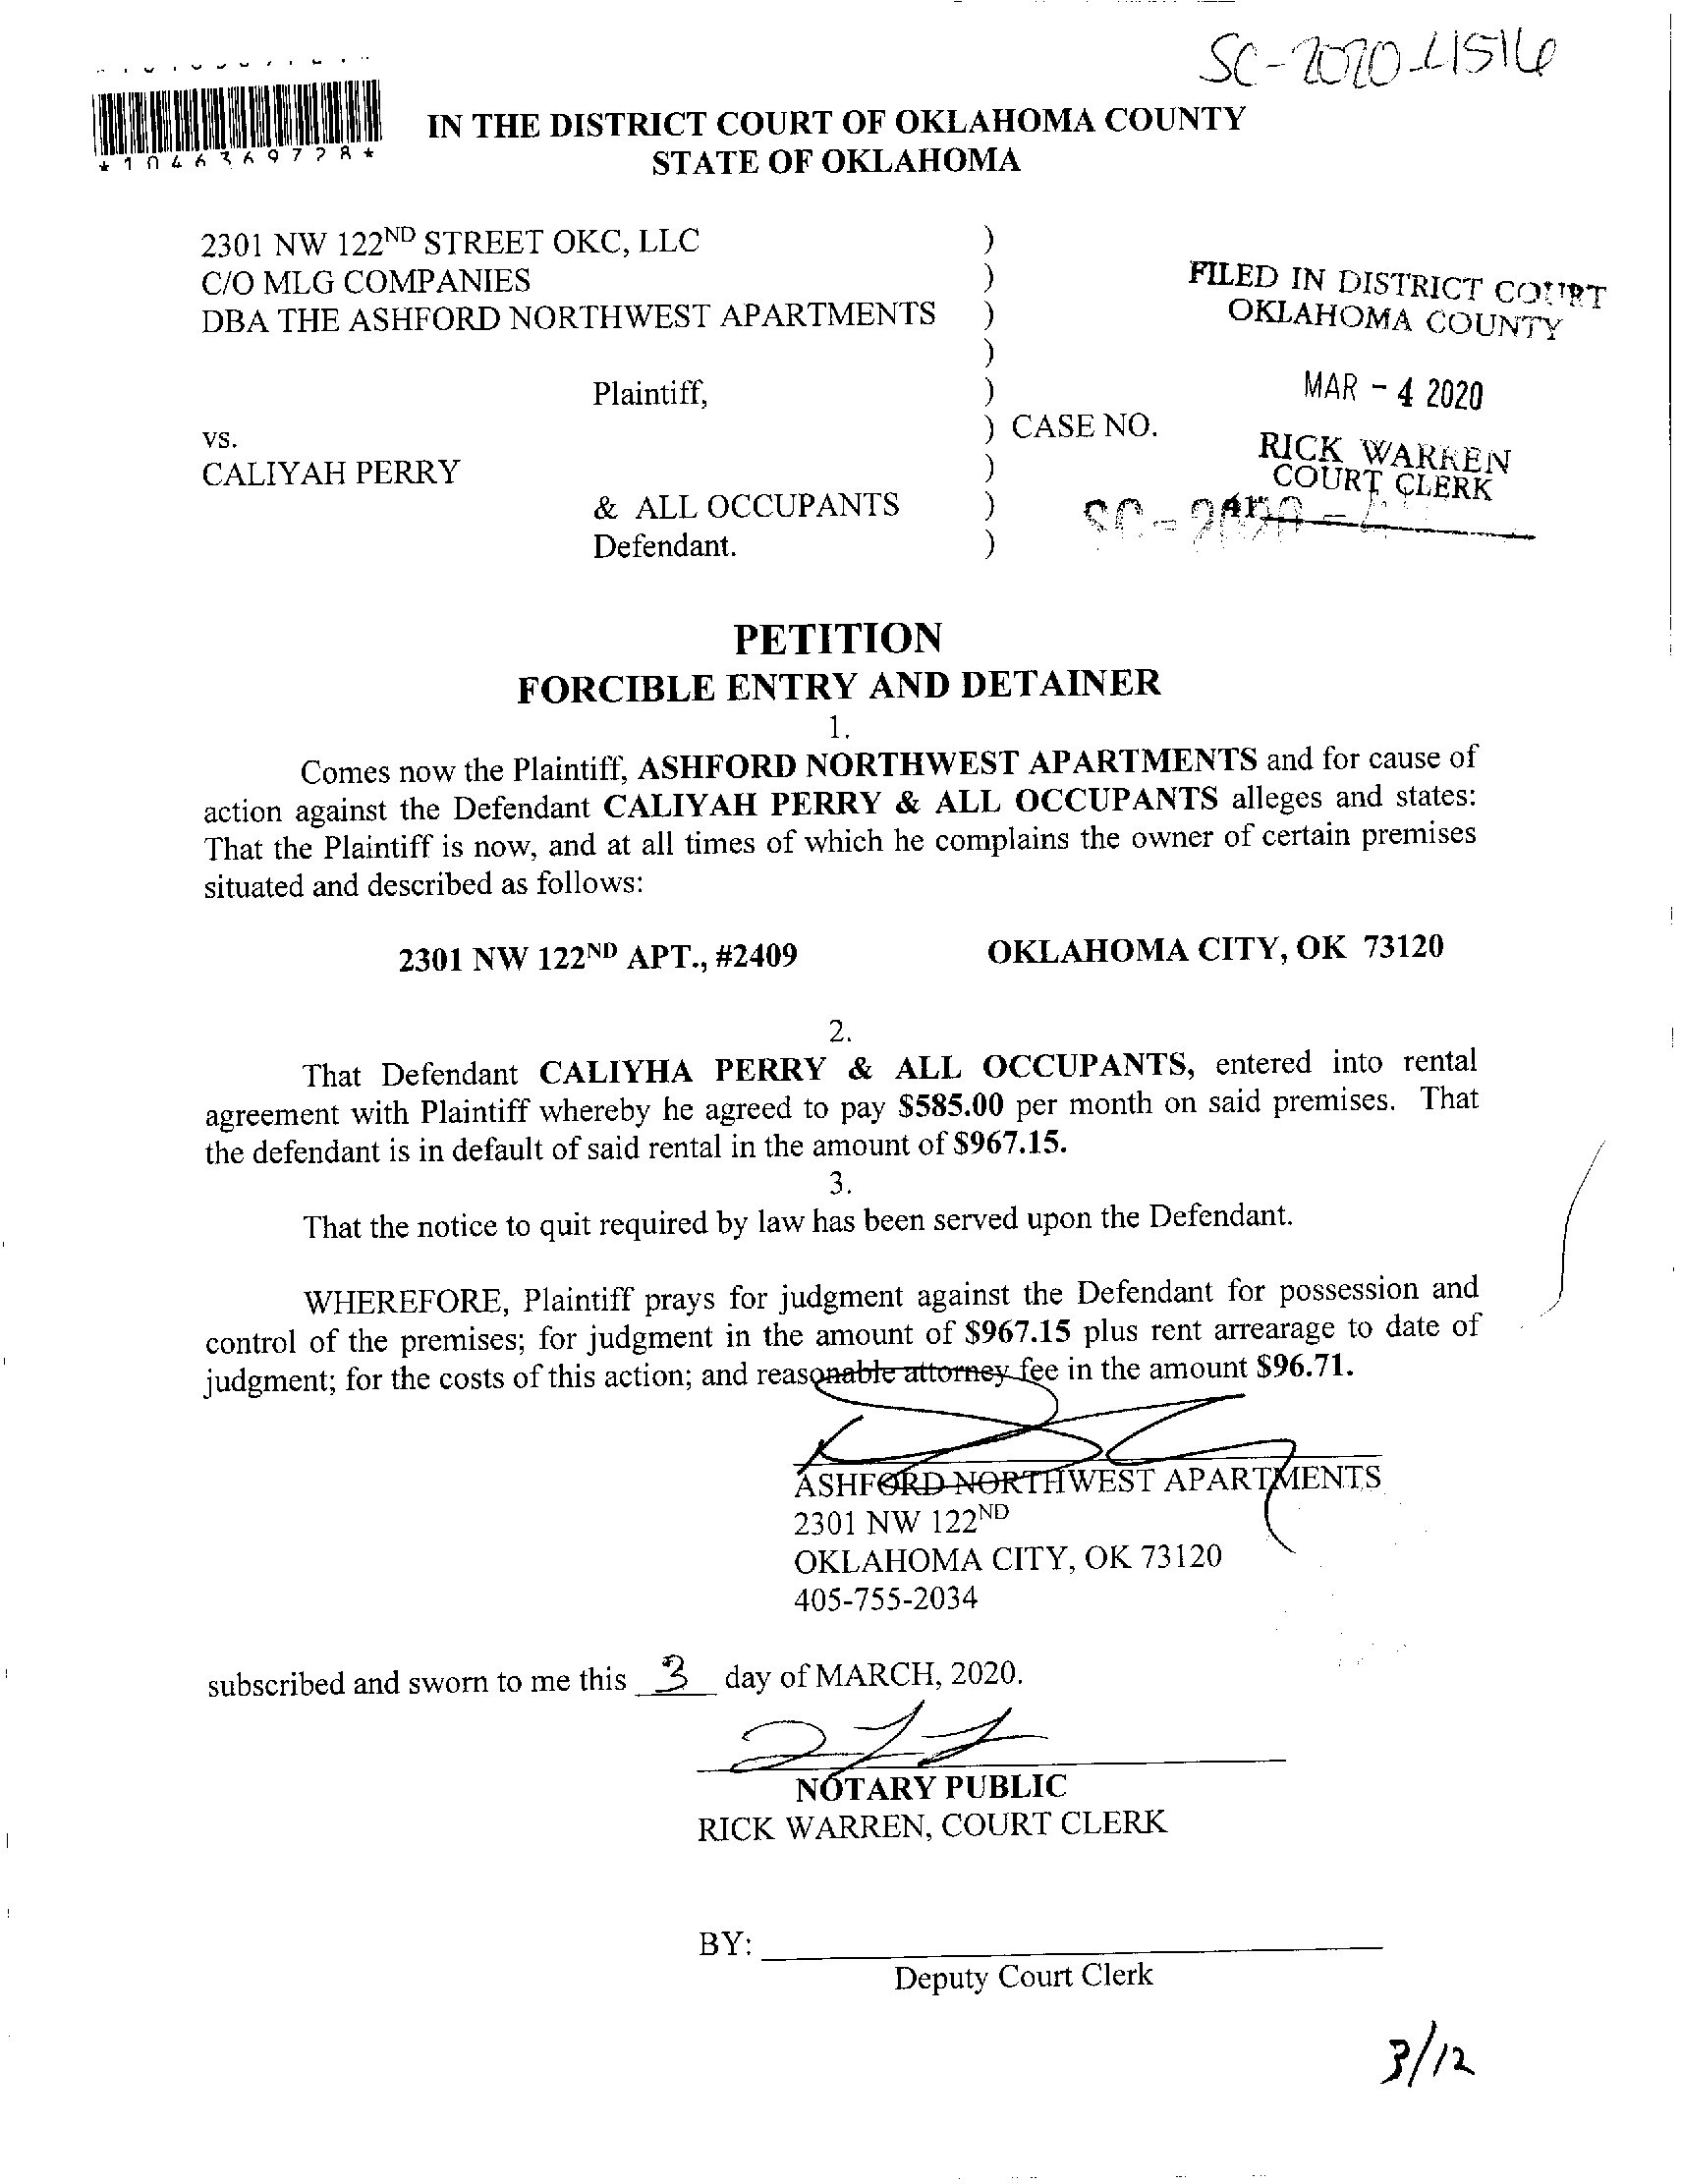 SC-2020-4516
*1046369728*
IN THE DISTRICT COURT OF OKLAHOMA COUNTY
STATE OF OKLAHOMA
2301 NW 122ND STREET OKC, LLC )
C/O MLG COMPANIES )
DBA THE ASHFORD NORTHWEST APARTMENTS )
)
Plaintiff, )
vs. ) CASE NO.
CALIYAH PERRY )
& ALL OCCUPANTS )
Defendant. )
FILED IN DISTRICT COURT
OKLAHOMA COUNTY
MAR - 4 2020
RICK WARREN
COURT CLERK
SC - 2020 -
PETITION
FORCIBLE ENTRY AND DETAINER
1.
Comes now the Plaintiff, ASHFORD NORTHWEST APARTMENTS and for cause of
action against the Defendant CALIYAH PERRY & ALL OCCUPANTS alleges and states:
That the Plaintiff is now, and at all times of which he complains the owner of certain premises
situated and described as follows:
2301 NW 122ND APT., #2409 OKLAHOMA CITY, OK 73120
2.
That Defendant CALIYHA PERRY & ALL OCCUPANTS, entered into rental
agreement with Plaintiff whereby he agreed to pay $585.00 per month on said premises. That
the defendant is in default of said rental in the amount of $967.15.
3.
That the notice to quit required by law has been served upon the Defendant.
WHEREFORE, Plaintiff prays for judgment against the Defendant for possession and
control of the premises; for judgment in the amount of $967.15 plus rent arrearage to date of
judgment; for the costs of this action; and reasonable attorney fee in the amount $96.71.
ASHFORD NORTHWEST APARTMENTS
2301 NW 122ND
OKLAHOMA CITY, OK 73120
405-755-2034
subscribed and sworn to me this 3 day of MARCH, 2020.
NOTARY PUBLIC
RICK WARREN, COURT CLERK
BY:
Deputy Court Clerk
3/12